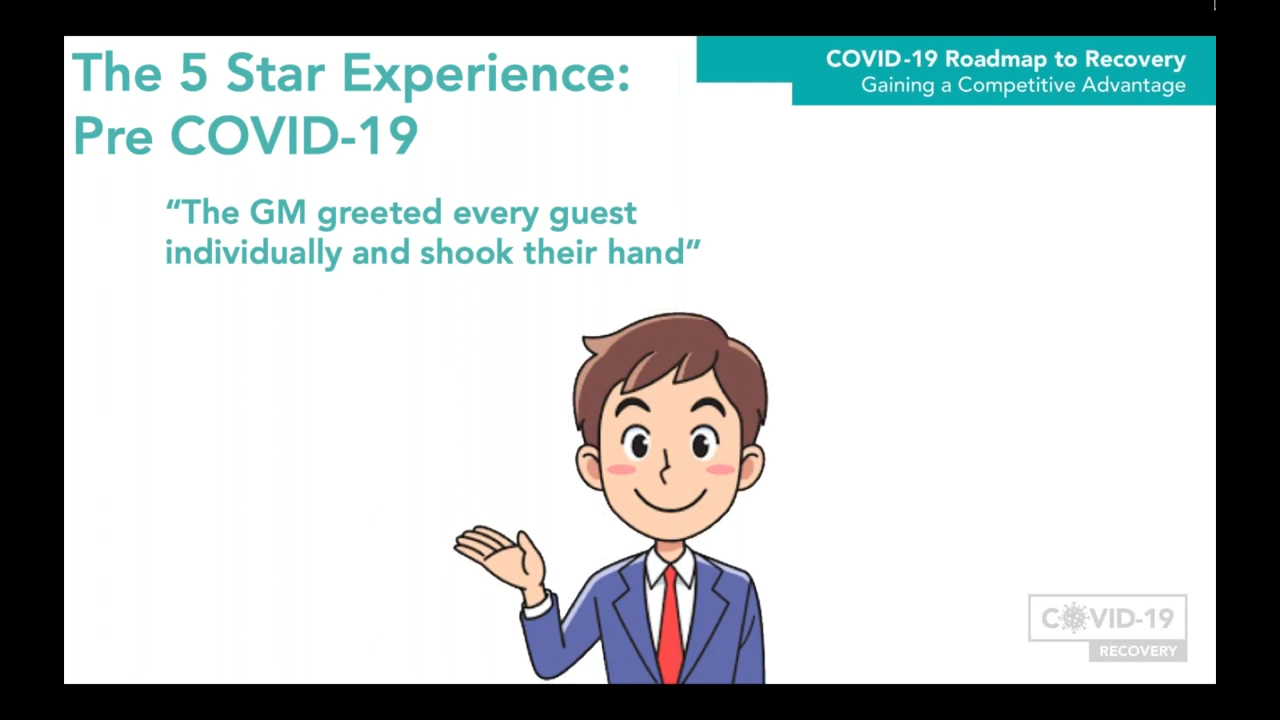 The 5 Star Experience:
Pre COVID-19
COVID-19 Roadmap to Recovery
Gaining a Competitive Advantage
“The GM greeted every guest
individually and shook their hand”
COVID-19
RECOVERY